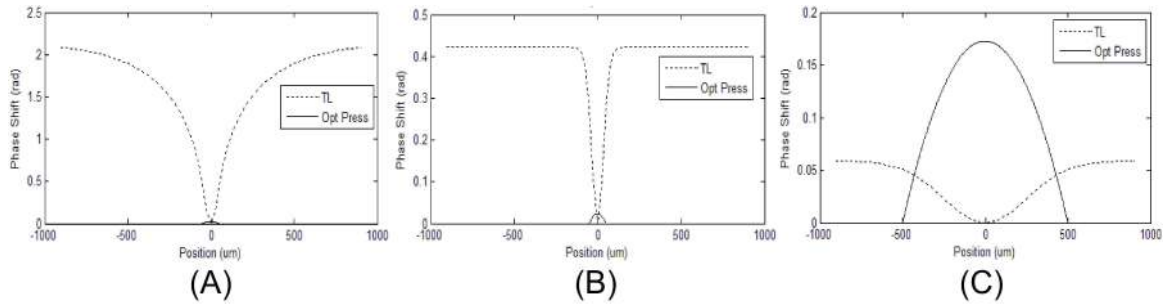 2.5
2
1.5
1
0.5
0
-1000
-500
0
500
1000
Phase Shift (rad)
Position (um)
TL
Opt Press
(A)
0.5
0.4
0.3
0.2
0.1
0
-1000
-500
0
500
1000
Phase Shift (rad)
Position (um)
TL
Opt Press
(B)
0.2
0.15
0.1
0.05
0
-1000
-500
0
500
1000
Phase Shift (rad)
Position (um)
TL
Opt Press
(C)